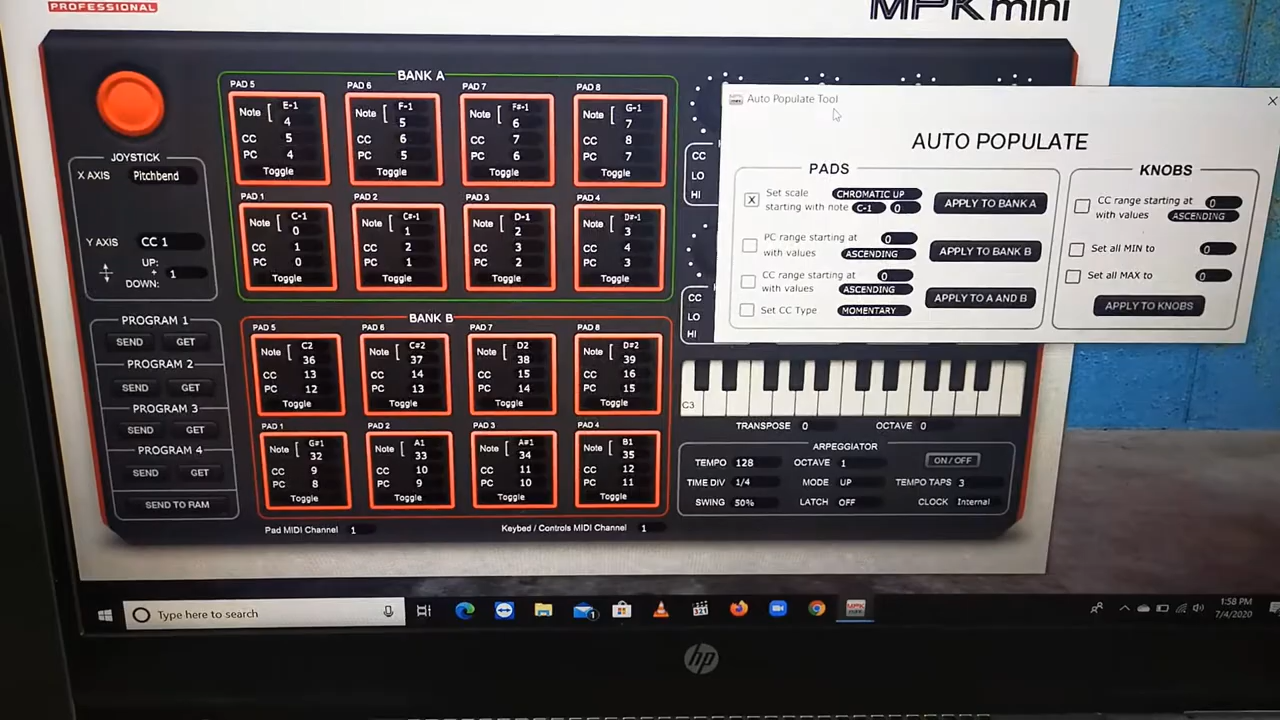 PROFESSIONAL
MPK mini
BANK A
PAD 5 PAD 6 PAD 7 PAD 8
Note [ E-1 4
CC 5
PC 4
Toggle
Note [ F-1 5
CC 6
PC 5
Toggle
Note [ F#-1 6
CC 7
PC 6
Toggle
Note [ G-1 7
CC 8
PC 7
Toggle
PAD 1 PAD 2 PAD 3 PAD 4
Note [ C-1 0
CC 1
PC 0
Toggle
Note [ C#-1 1
CC 2
PC 1
Toggle
Note [ D-1 2
CC 3
PC 2
Toggle
Note [ D#-1 3
CC 4
PC 3
Toggle
JOYSTICK
X AXIS Pitchbend
Y AXIS CC 1
UP:
+ 1
DOWN:
PROGRAM 1
SEND GET
PROGRAM 2
SEND GET
PROGRAM 3
SEND GET
PROGRAM 4
SEND GET
SEND TO RAM
BANK B
PAD 5 PAD 6 PAD 7 PAD 8
Note [ C2 36
CC 13
PC 12
Toggle
Note [ C#2 37
CC 14
PC 13
Toggle
Note [ D2 38
CC 15
PC 14
Toggle
Note [ D#2 39
CC 16
PC 15
Toggle
PAD 1 PAD 2 PAD 3 PAD 4
Note [ G#1 32
CC 9
PC 8
Toggle
Note [ A1 33
CC 10
PC 9
Toggle
Note [ A#1 34
CC 11
PC 10
Toggle
Note [ B1 35
CC 12
PC 11
Toggle
Pad MIDI Channel 1
Keybed / Controls MIDI Channel 1
CC
LO
HI
CC
LO
HI
Auto Populate Tool X
AUTO POPULATE
PADS
X Set scale CHROMATIC UP
starting with note C-1 0
APPLY TO BANK A
PC range starting at 0
with values ASCENDING
APPLY TO BANK B
CC range starting at 0
with values ASCENDING
APPLY TO A AND B
Set CC Type MOMENTARY
KNOBS
CC range starting at 0
with values ASCENDING
Set all MIN to 0
Set all MAX to 0
APPLY TO KNOBS
C3
TRANSPOSE 0 OCTAVE 0
ARPEGGIATOR
TEMPO 128 OCTAVE 1 ON/OFF
TIME DIV 1/4 MODE UP TEMPO TAPS 3
SWING 50% LATCH OFF CLOCK Internal
Type here to search
1
321
MPK mini
1:58 PM
7/4/2020
hp